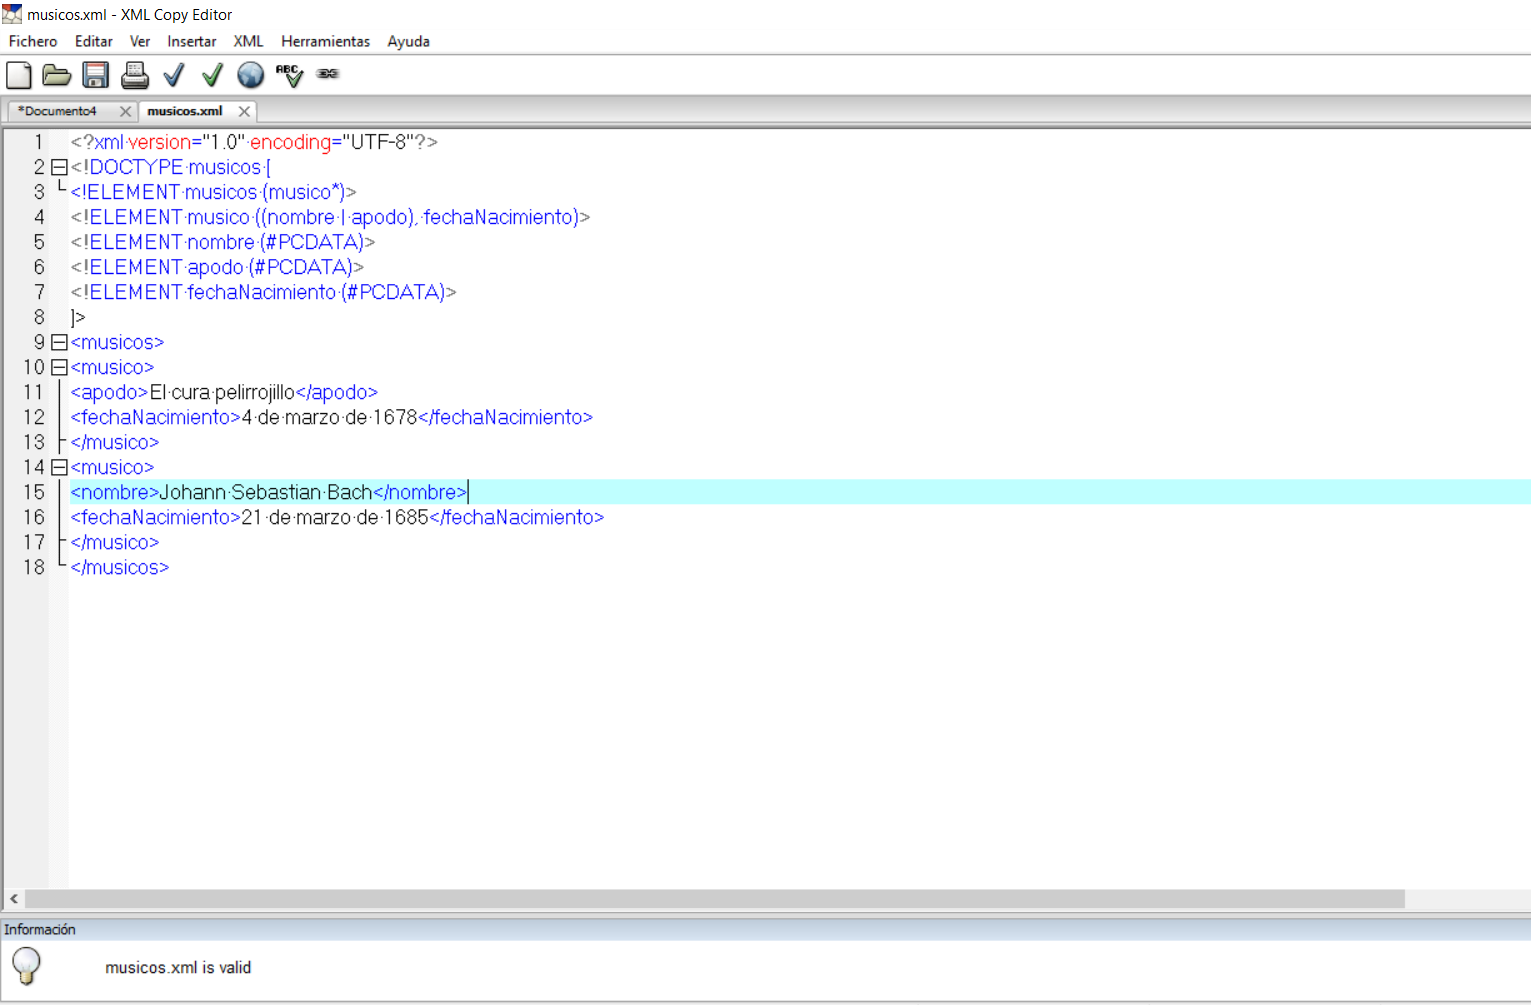 musicos.xml - XML Copy Editor
Fichero Editar Ver Insertar XML Herramientas Ayuda
ABC
*Documento4 musicos.xml
1 <?xml version="1.0" encoding="UTF-8"?>
2 <!DOCTYPE musicos [
3 <!ELEMENT musicos (musico*)>
4 <!ELEMENT musico ((nombre | apodo), fechaNacimiento)>
5 <!ELEMENT nombre (#PCDATA)>
6 <!ELEMENT apodo (#PCDATA)>
7 <!ELEMENT fechaNacimiento (#PCDATA)>
8 ]>
9 <musicos>
10 <musico>
11 <apodo>El cura pelirrojillo</apodo>
12 <fechaNacimiento>4 de marzo de 1678</fechaNacimiento>
13 </musico>
14 <musico>
15 <nombre>Johann Sebastian Bach</nombre>
16 <fechaNacimiento>21 de marzo de 1685</fechaNacimiento>
17 </musico>
18 </musicos>
Información
musicos.xml is valid